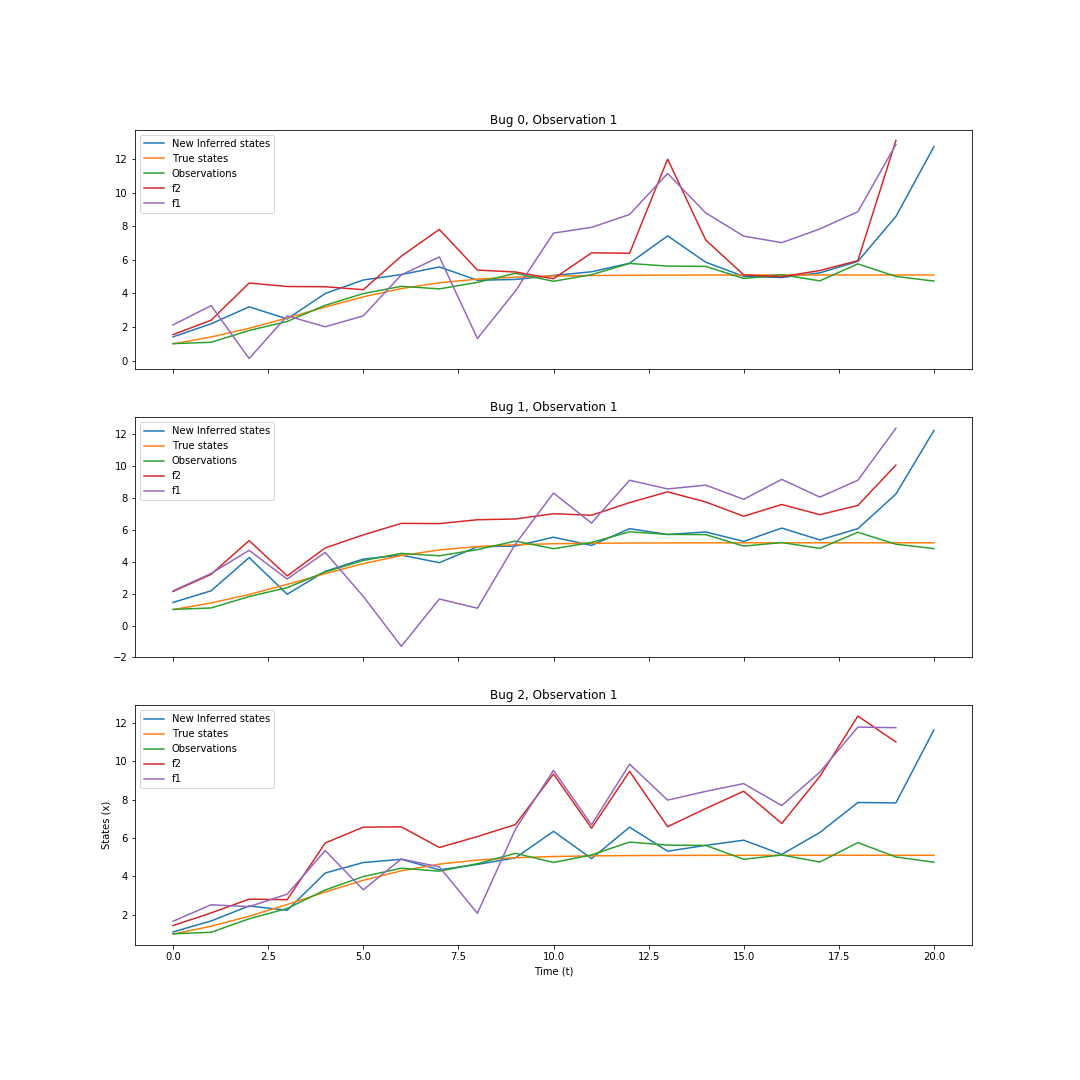 Bug 0, Observation 1
New Inferred states
True states
Observations
f2
f1
12
10
8
6
4
2
0
Bug 1, Observation 1
New Inferred states
True states
Observations
f2
f1
12
10
8
6
4
2
0
−2
Bug 2, Observation 1
New Inferred states
True states
Observations
f2
f1
12
10
8
6
4
2
States (x)
0.0 2.5 5.0 7.5 10.0 12.5 15.0 17.5 20.0
Time (t)